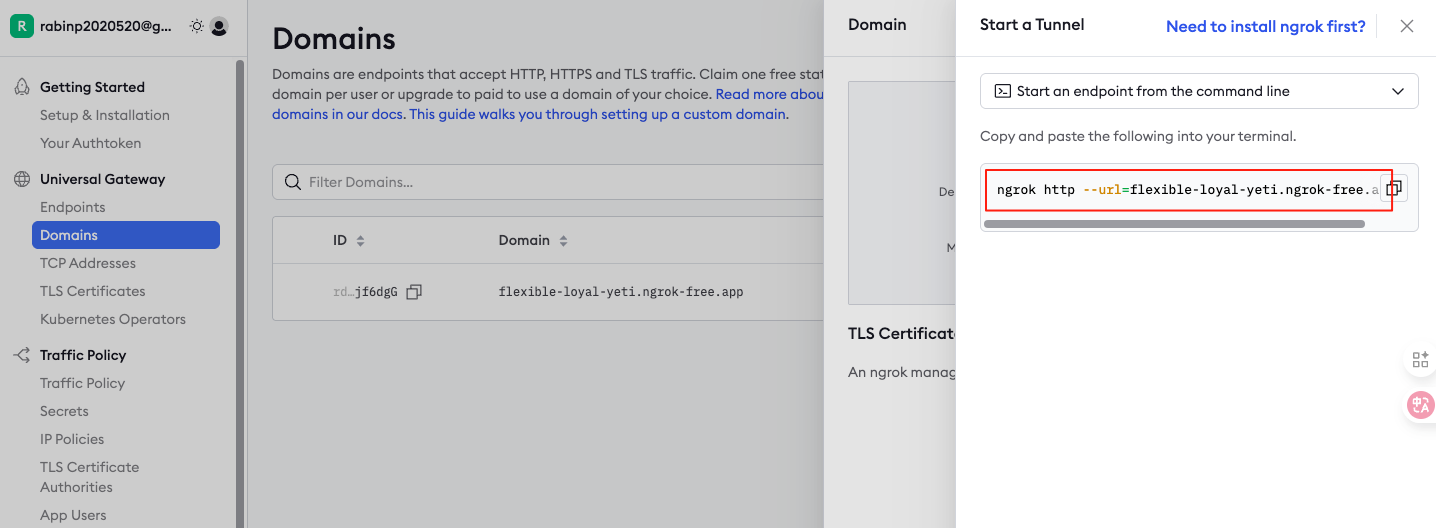 R rabinp2020520@g...
Getting Started
Setup & Installation
Your Authtoken
Universal Gateway
Endpoints
Domains
TCP Addresses
TLS Certificates
Kubernetes Operators
Traffic Policy
Traffic Policy
Secrets
IP Policies
TLS Certificate
Authorities
App Users
Domains
Domains are endpoints that accept HTTP, HTTPS and TLS traffic. Claim one free stat
domain per user or upgrade to paid to use a domain of your choice. Read more abou
domains in our docs. This guide walks you through setting up a custom domain.
Filter Domains...
ID Domain
rd…jf6dgG flexible-loyal-yeti.ngrok-free.app
Domain
De
M
TLS Certificat
An ngrok manag
Start a Tunnel Need to install ngrok first?
Start an endpoint from the command line
Copy and paste the following into your terminal.
ngrok http --url=flexible-loyal-yeti.ngrok-free.a
中A